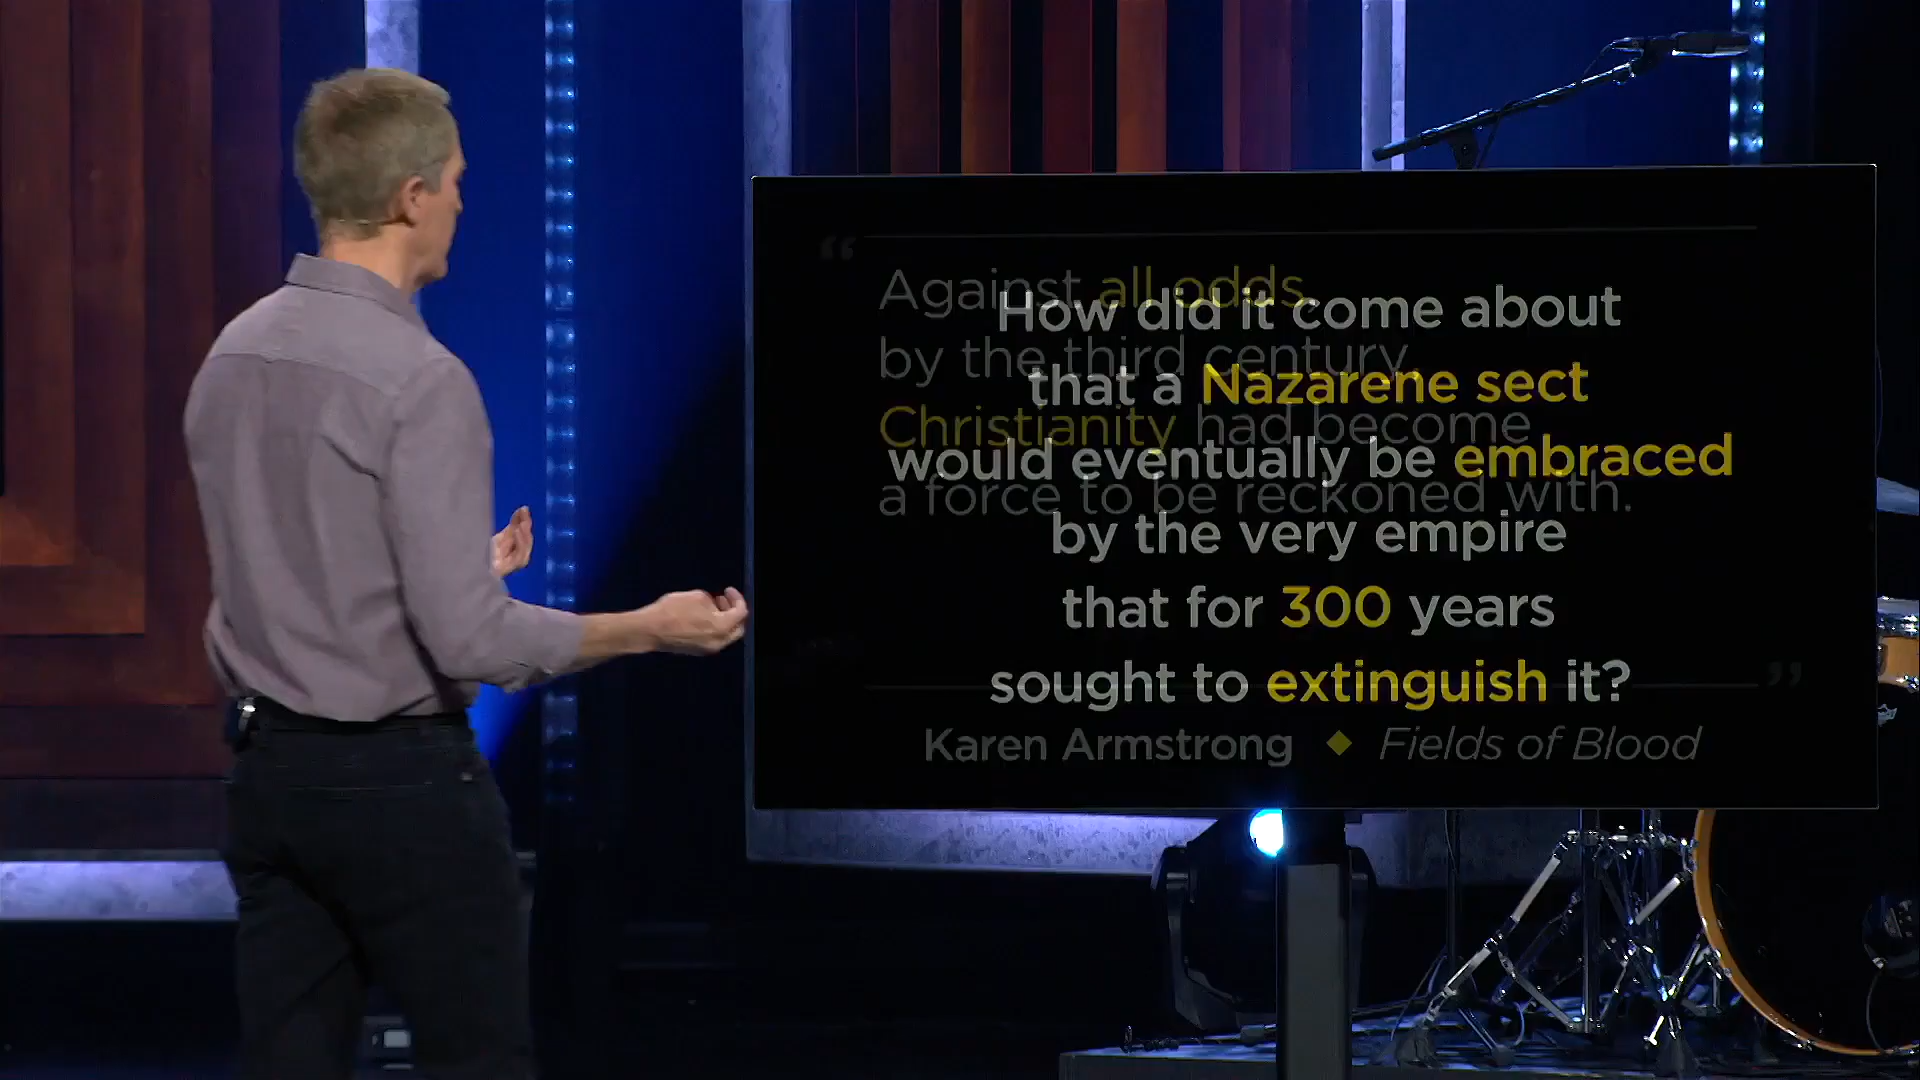 “
Against all odds,
by the third century,
Christianity had become
a force to be reckoned with.
”
Karen Armstrong ◆ Fields of Blood
How did it come about
that a Nazarene sect
would eventually be embraced
by the very empire
that for 300 years
sought to extinguish it?